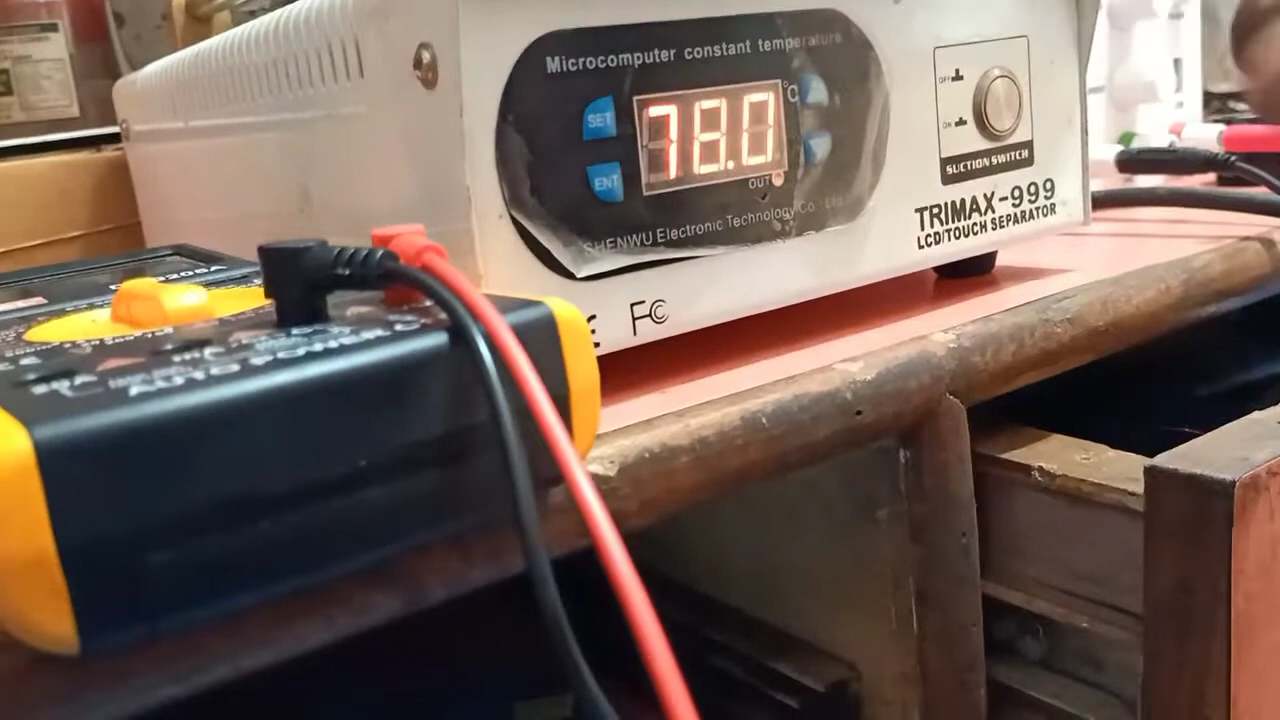 Microcomputer constant temperature
°C
SET
78.0
ENT
OUT
SHENWU Electronic Technology Co Ltd
OFF
ON
SUCTION SWITCH
TRIMAX-999
LCD/TOUCH SEPARATOR
FC
AUTO POWER